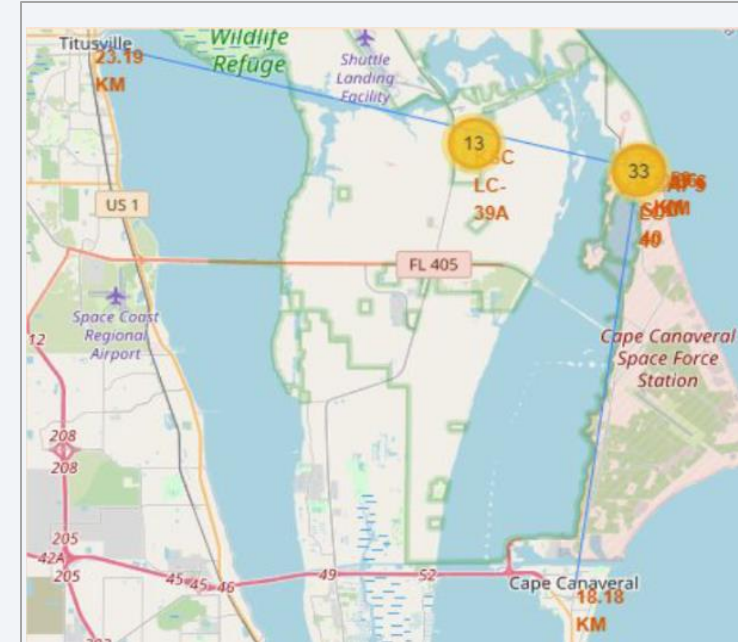 Wildlife
Refuge
Titusville
23.19
KM
Shuttle
Landing
Facility
13
LC-
39A
33
KM
40
US 1
FL 405
Space Coast
Regional
Airport
Cape Canaveral
Space Force
Station
12
208
208
205
42A
205
45
45
46
49
52
Cape Canaveral
18.18
KM